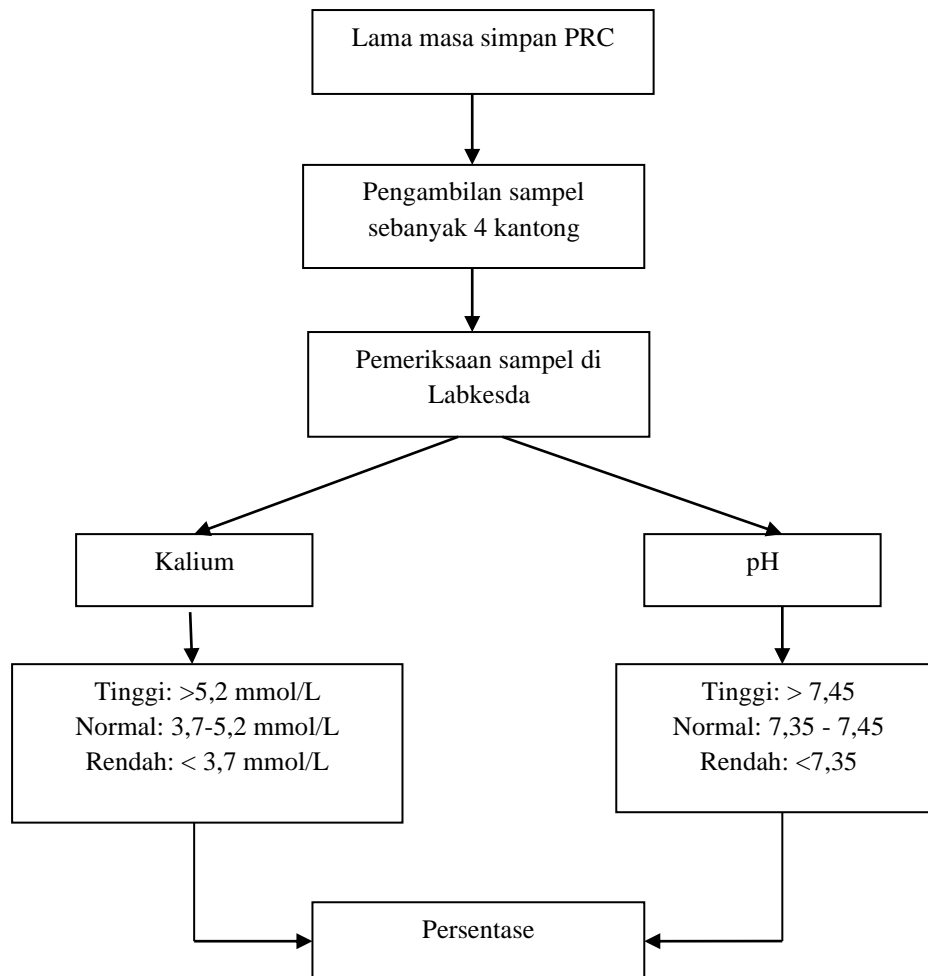 Lama masa simpan PRC
Pengambilan sampel
sebanyak 4 kantong
Pemeriksaan sampel di
Labkesda
Kalium
pH
Tinggi: >5,2 mmol/L
Normal: 3,7-5,2 mmol/L
Rendah: < 3,7 mmol/L
Tinggi: > 7,45
Normal: 7,35 - 7,45
Rendah: <7,35
Persentase